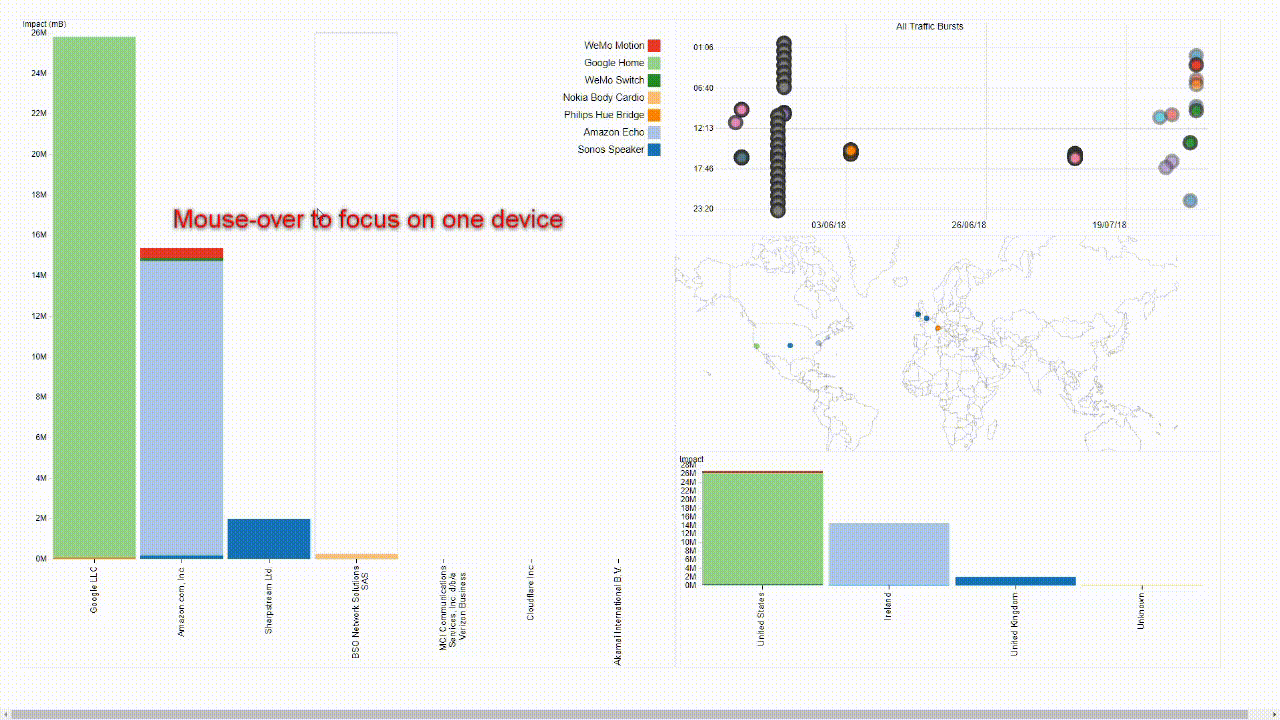 Impact (mB)
26M
24M
22M
20M
18M
16M
14M
12M
10M
8M
6M
4M
2M
0M
Google LLC
Amazon.com, Inc
Sharpstream Ltd.
BSO Network solutions
SAS
MCI Communications
Services, Inc. d/b/a
Verizon Business
Cloudflare Inc
Akamai International B.V.
WeMo Motion
Google Home
WeMo Switch
Nokia Body Cardio
Philips Hue Bridge
Amazon Echo
Sonos Speaker
Mouse-over to focus on one device
All Traffic Bursts
01:06
06:40
12:13
17:46
23:20
03/06/18
26/06/18
19/07/18
Impact
28M
26M
24M
22M
20M
18M
16M
14M
12M
10M
8M
6M
4M
2M
0M
United States
Ireland
United Kingdom
Unknown